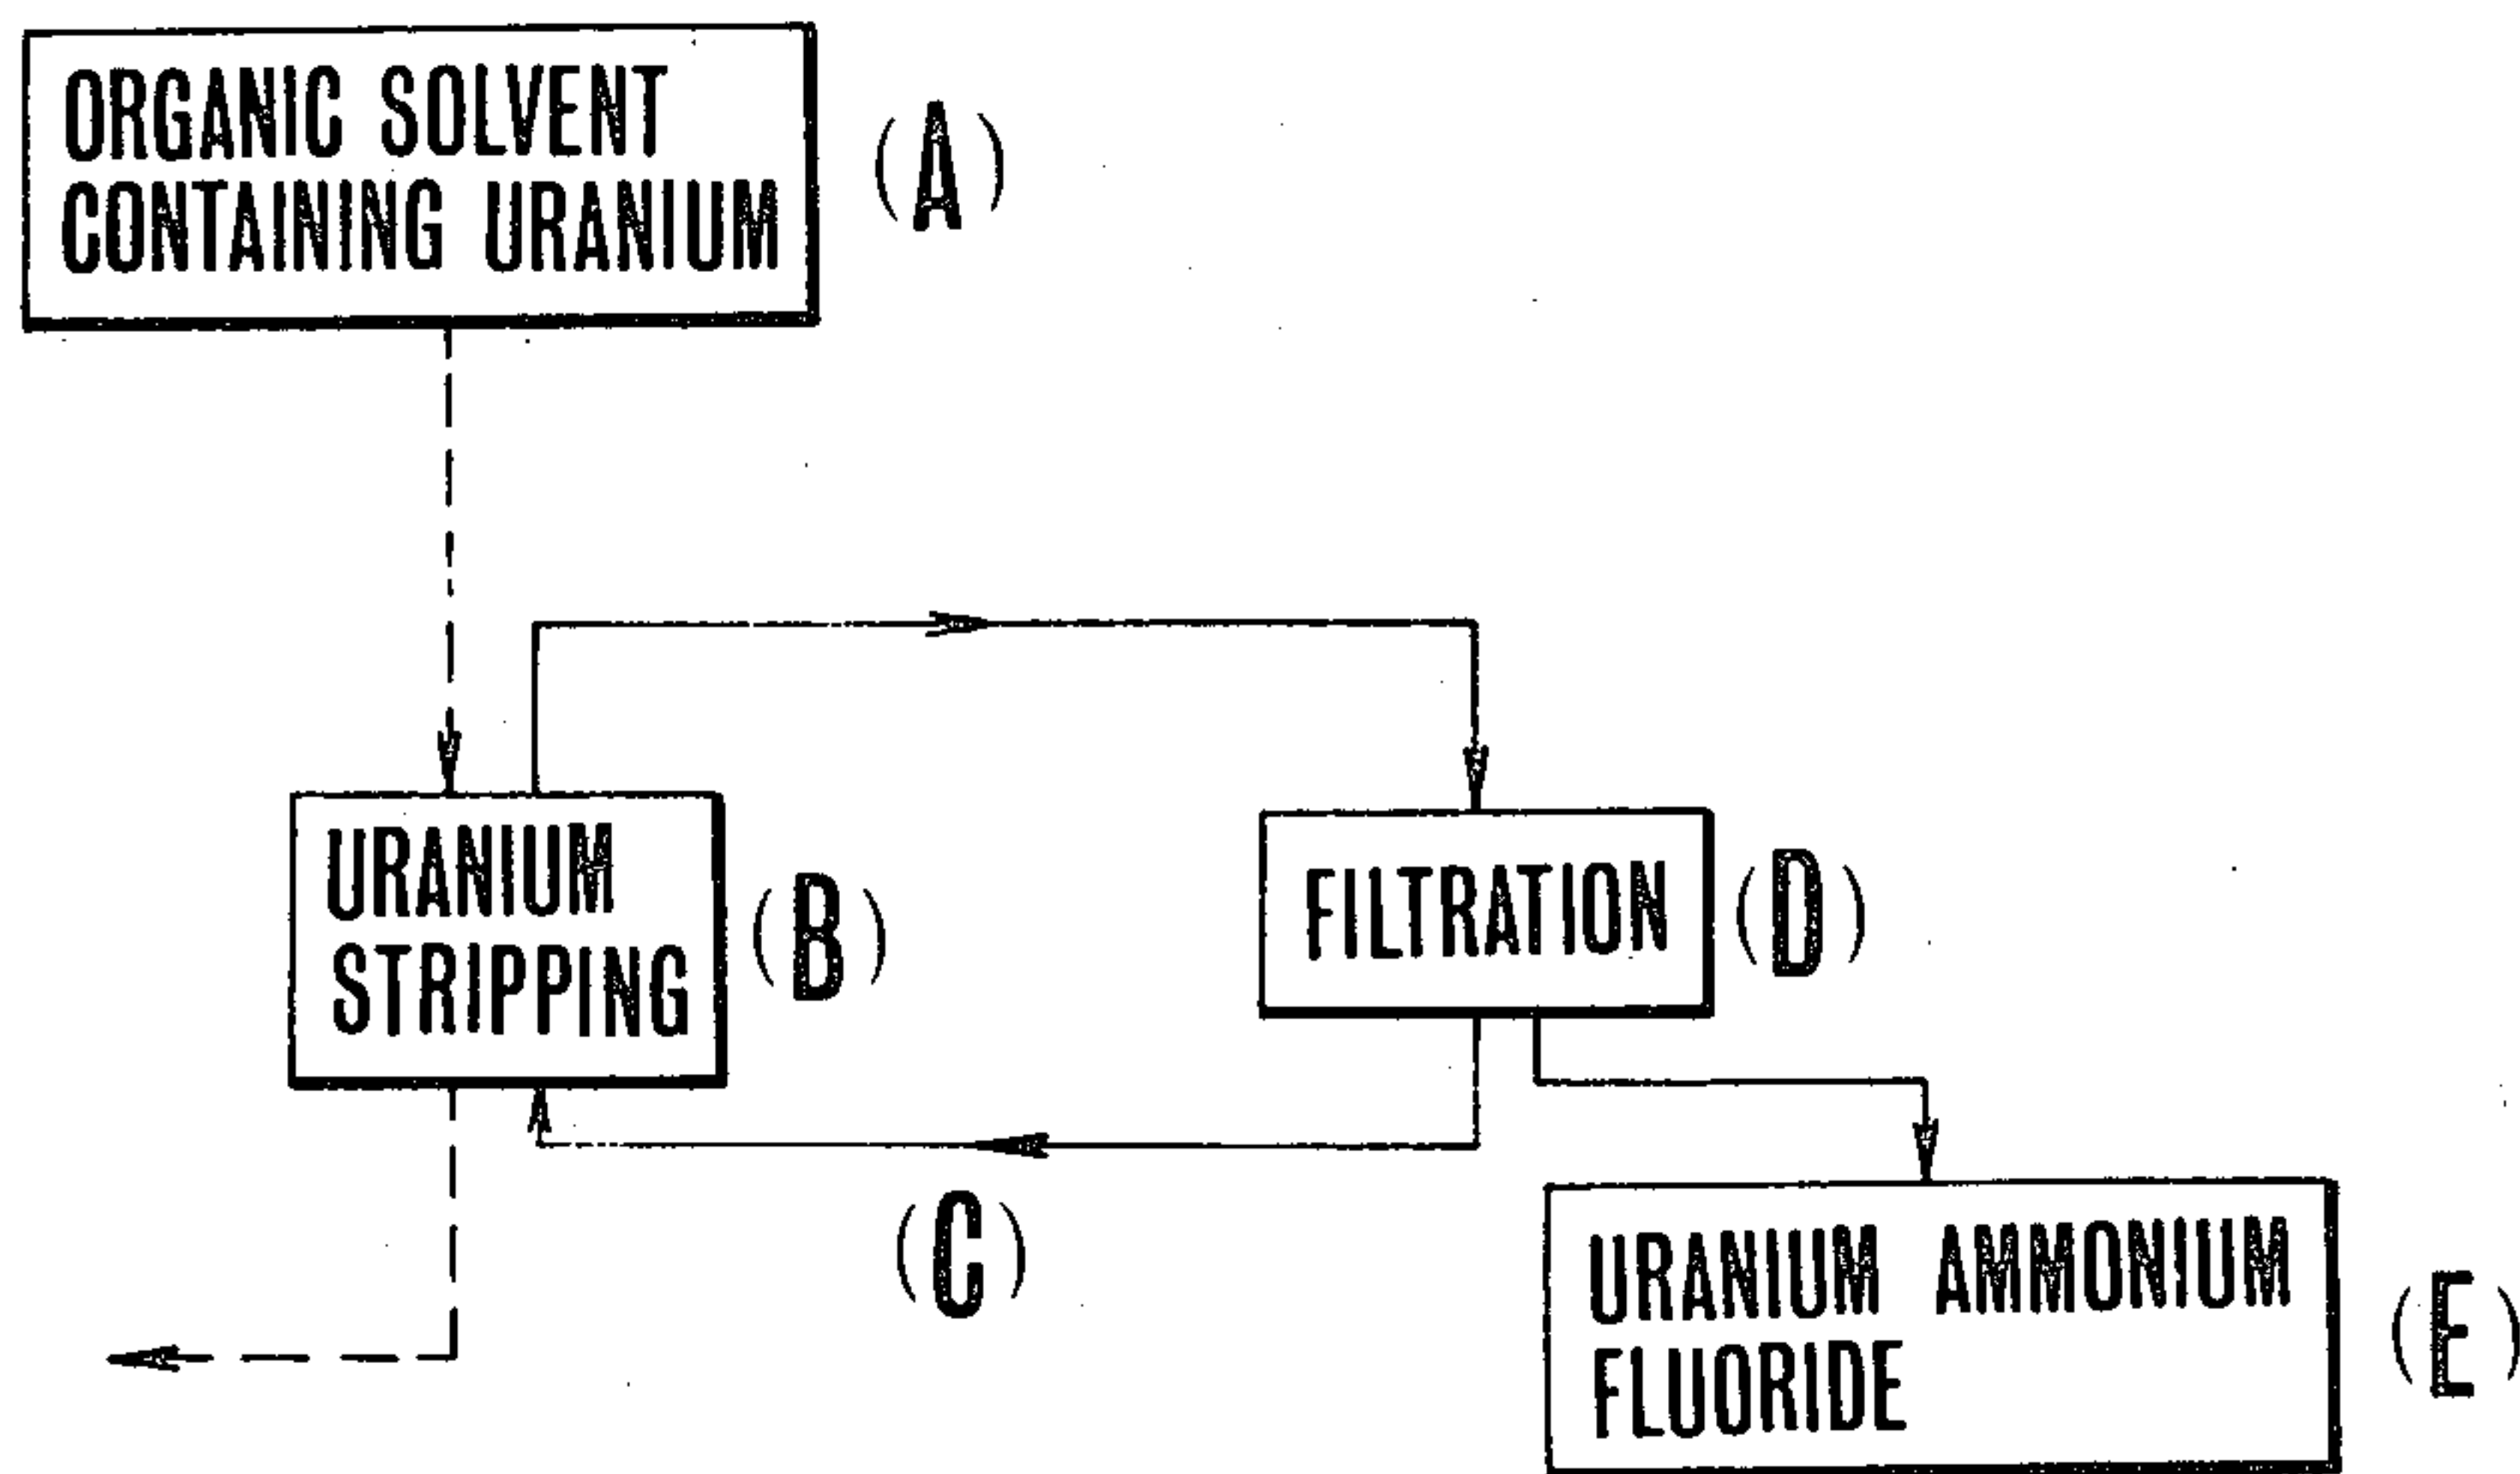 ORGANIC SOLVENT
CONTAINING URANIUM
(A)
URANIUM
STRIPPING
(B)
FILTRATION
(D)
(C)
URANIUM AMMONIUM
FLUORIDE
(E)